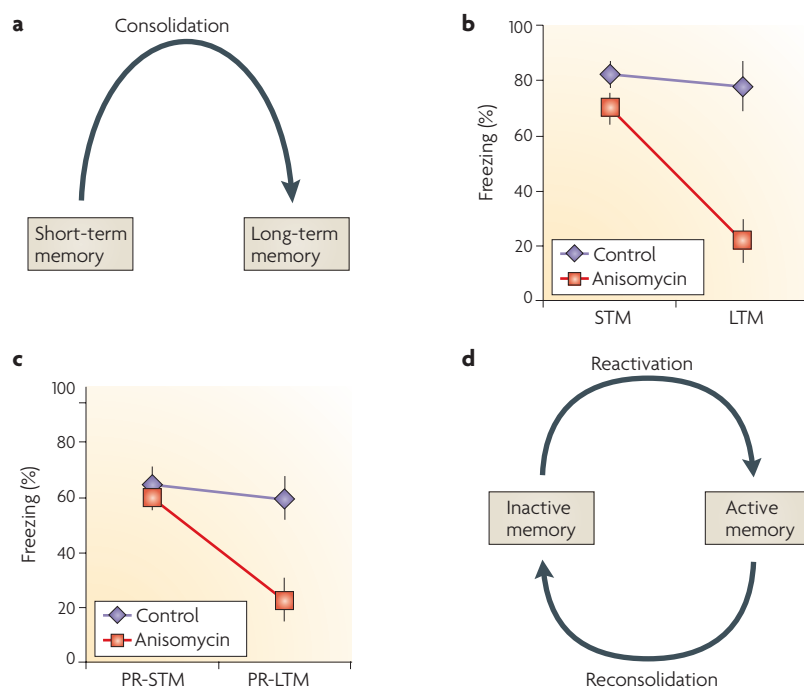 a
Consolidation
Short-term
memory
Long-term
memory
b
Freezing (%)
100
80
60
40
20
0
Control
Anisomycin
STM
LTM
c
Freezing (%)
100
80
60
40
20
0
Control
Anisomycin
PR-STM
PR-LTM
d
Reactivation
Inactive
memory
Active
memory
Reconsolidation